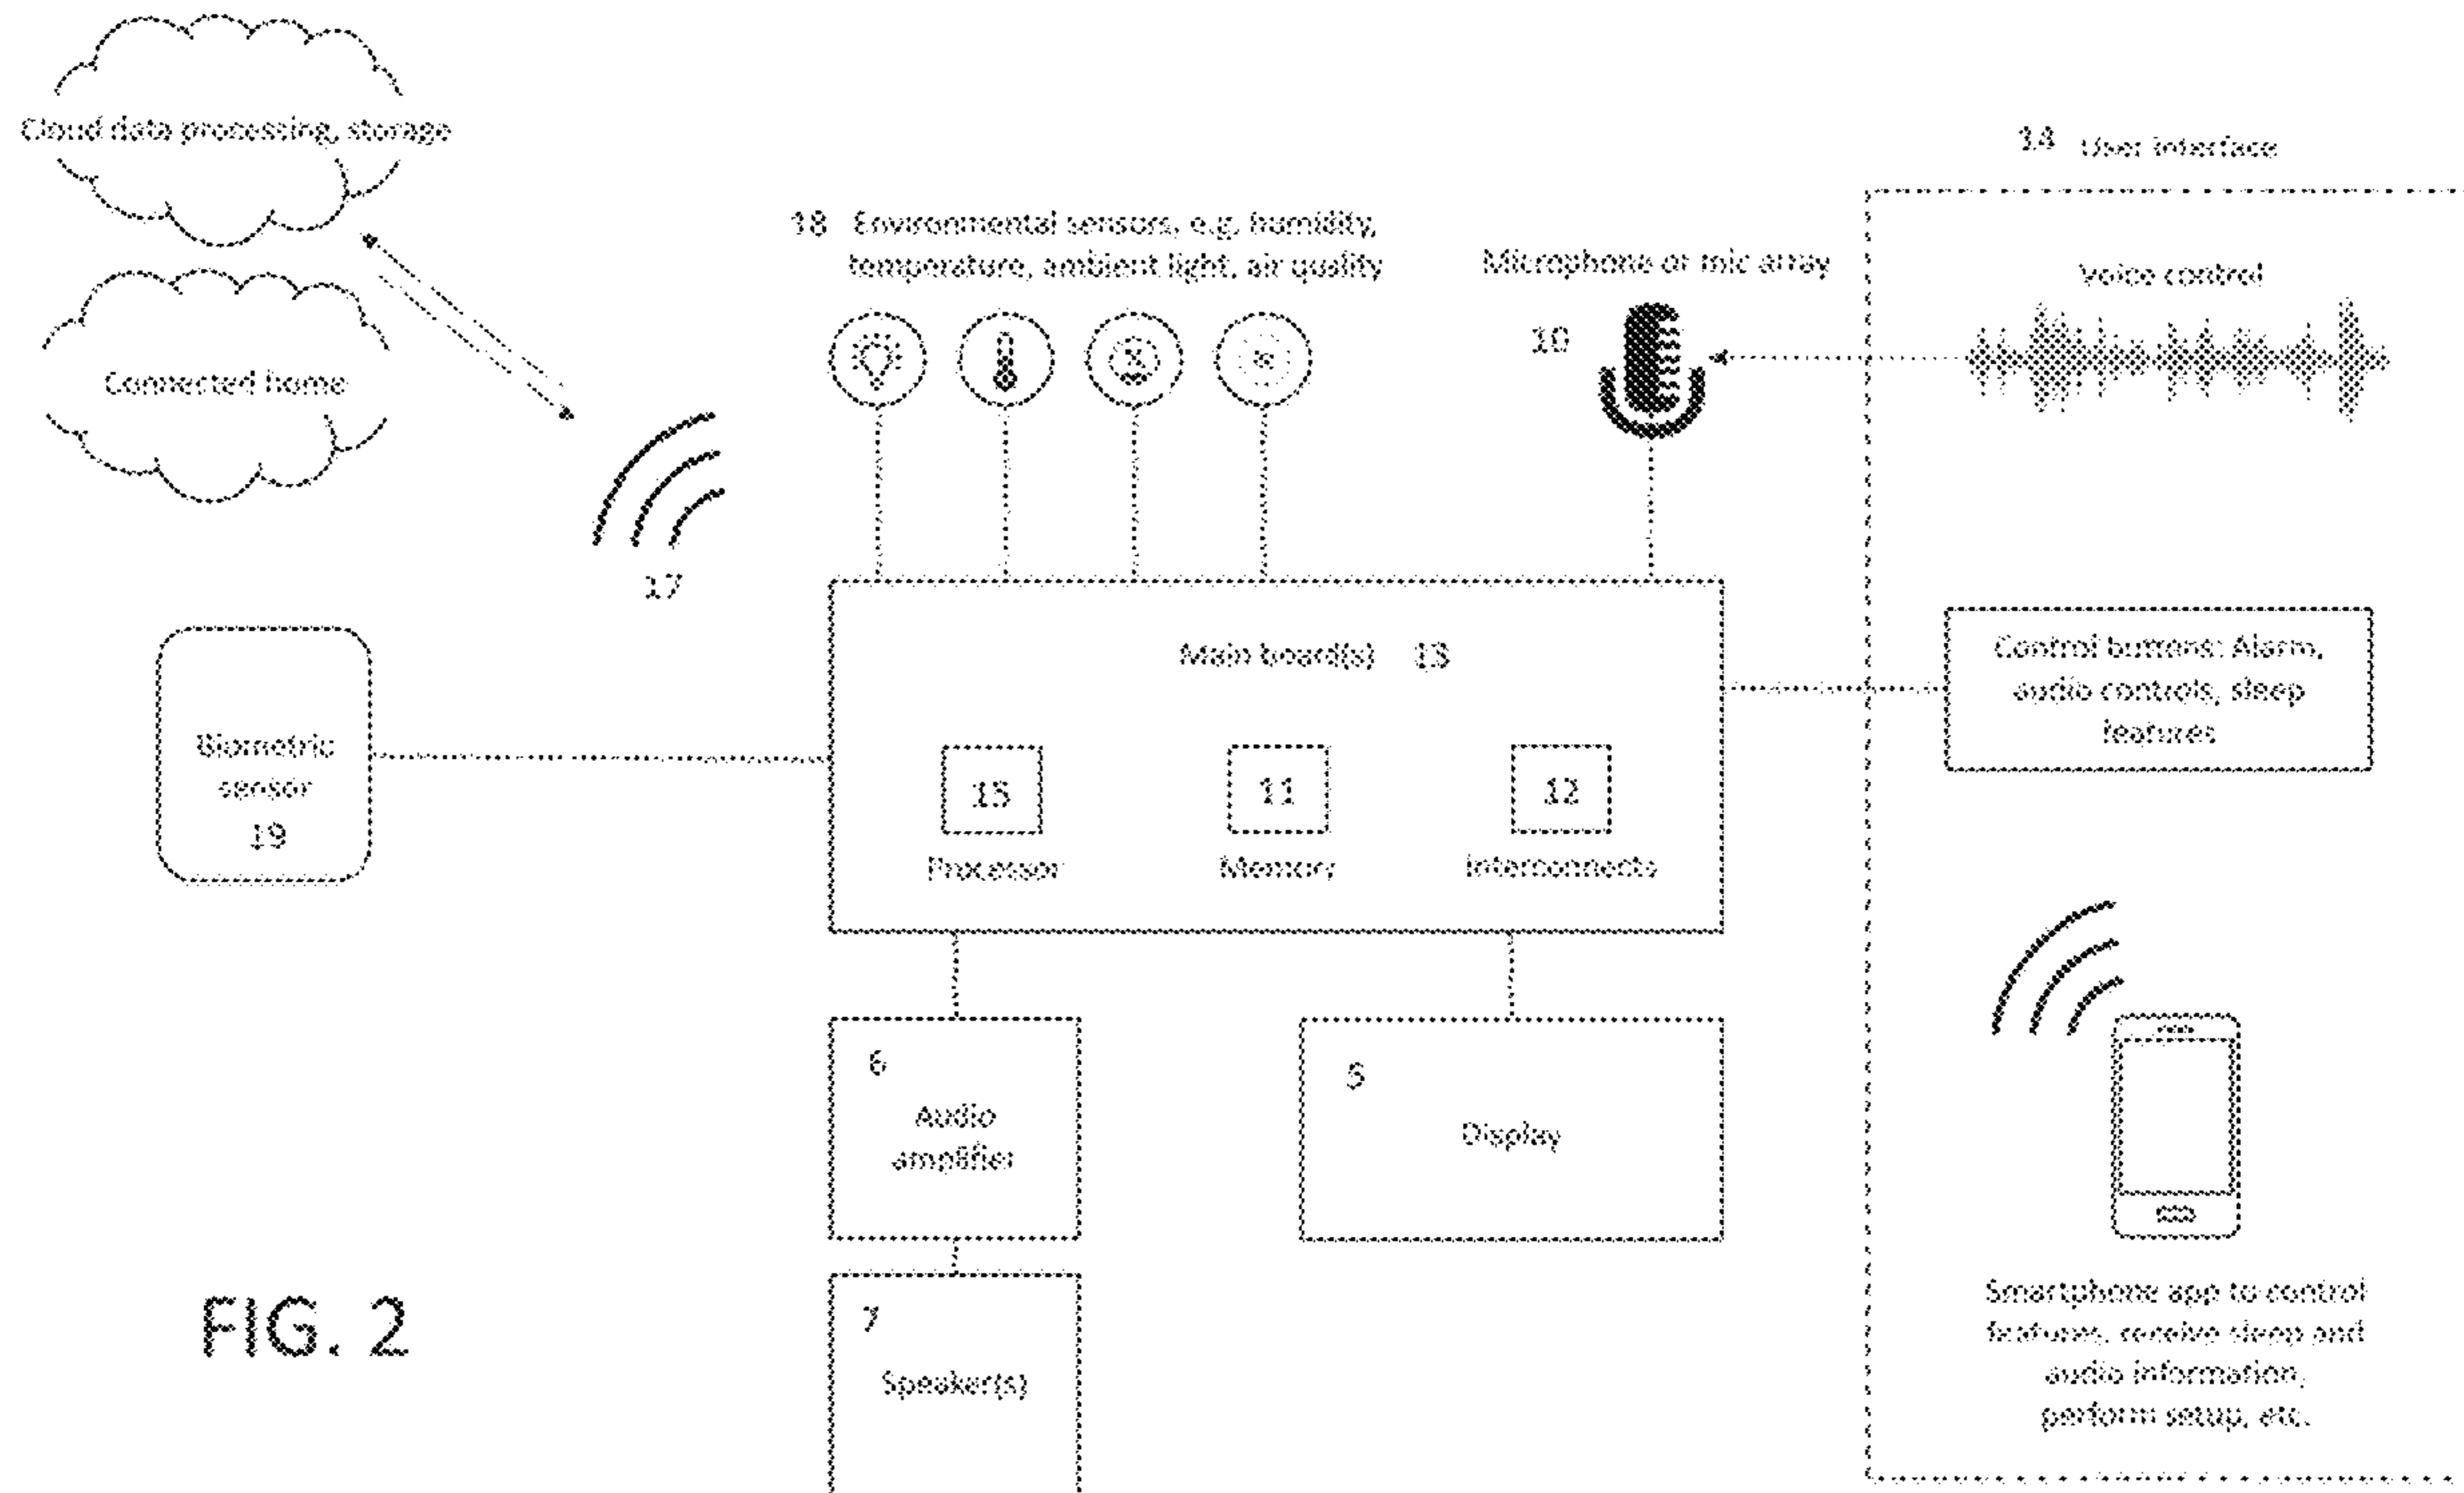 Cloud data processing, storage
Connected home
17
18 Environmental sensors, e.g. humidity,
temperature, ambient light, air quality
Microphone or mic array
10
14 User interface
Voice control
Biometric
sensor
19
Main board(s) 13
15
Processor
11
Memory
12
Interconnects
Control buttons: Alarm,
audio controls, sleep
features
6
Audio
amplifier
5
Display
7
Speaker(s)
Smartphone app to control
features, receive sleep and
audio information,
perform setup, etc.
FIG. 2